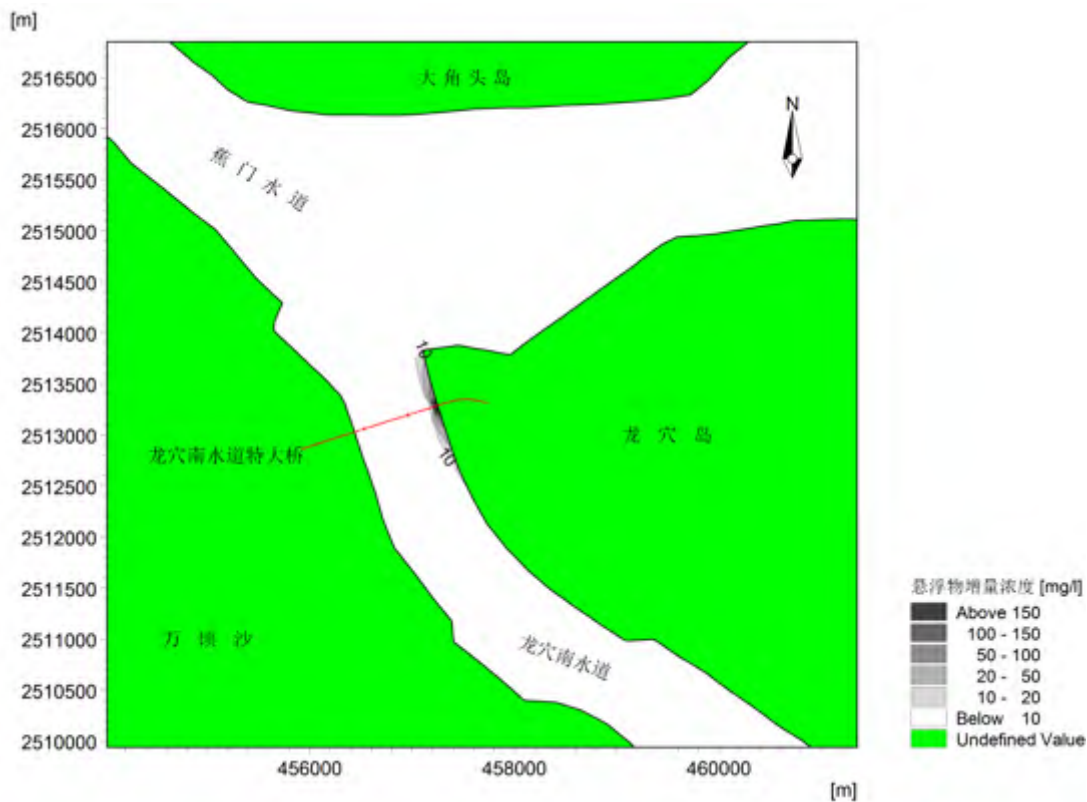 [m]
2516500
2516000
2515500
2515000
2514500
2514000
2513500
2513000
2512500
2512000
2511500
2511000
2510500
2510000
大角头岛
N
蕉门水道
10
龙穴岛
龙穴南水道特大桥
10
万顷沙
龙穴南水道
456000
458000
460000
[m]
悬浮物增量浓度 [mg/l]
Above 150
100 - 150
50 - 100
20 - 50
10 - 20
Below 10
Undefined Value